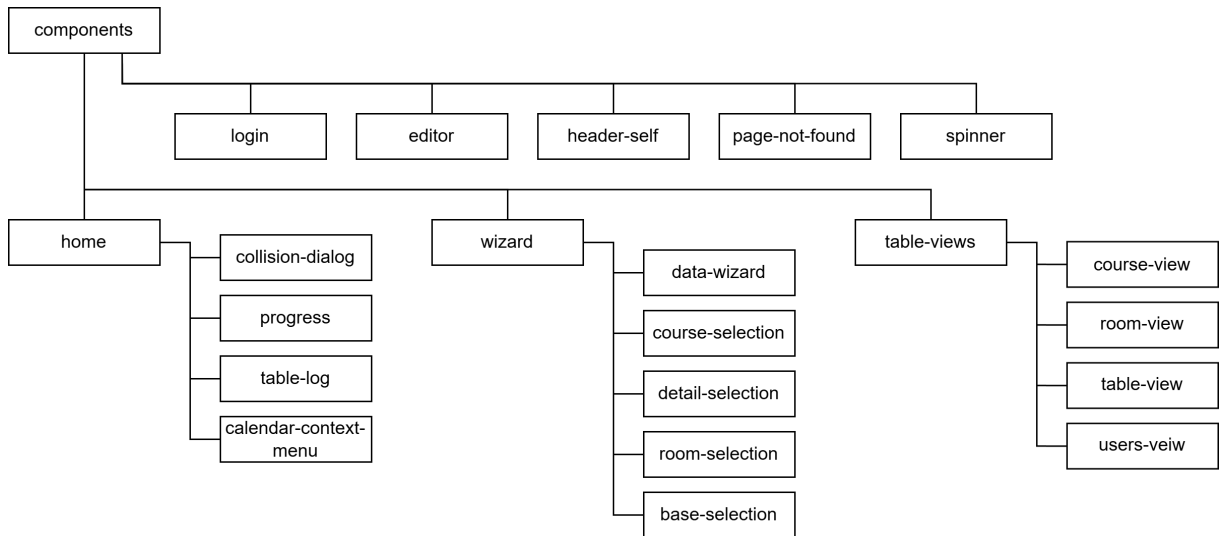 components
login
editor
header-self
page-not-found
spinner
home
collision-dialog
progress
table-log
calendar-context-
menu
wizard
data-wizard
course-selection
detail-selection
room-selection
base-selection
table-views
course-view
room-view
table-view
users-veiw